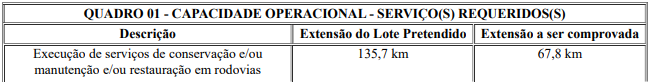 QUADRO 01 - CAPACIDADE OPERACIONAL - SERVIÇO(S) REQUERIDOS(S)
Descrição Extensão do Lote Pretendido Extensão a ser comprovada
Execução de serviços de conservação e/ou 135,7 km 67,8 km
manutenção e/ou restauração em rodovias